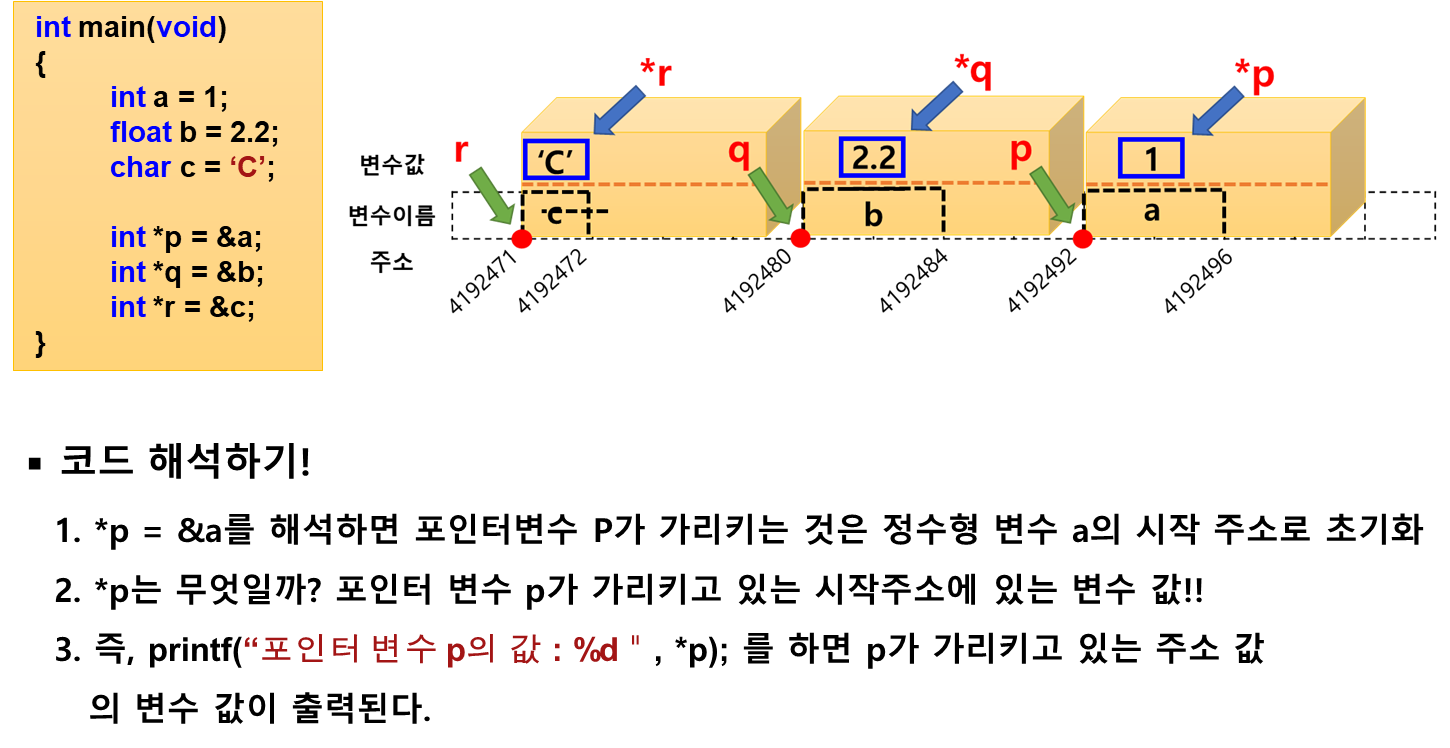 int main(void)
{
int a = 1;
float b = 2.2;
char c = ‘C’;
int *p = &a;
int *q = &b;
int *r = &c;
}
*r
*q
*p
r
q
p
변수값
‘C’
2.2
1
변수이름
c
b
a
주소
4192471
4192472
4192480
4192484
4192492
4192496
▪ 코드 해석하기!
1. *p = &a를 해석하면 포인터변수 P가 가리키는 것은 정수형 변수 a의 시작 주소로 초기화
2. *p는 무엇일까? 포인터 변수 p가 가리키고 있는 시작주소에 있는 변수 값!!
3. 즉, printf(“포인터 변수 p의 값 : %d " , *p); 를 하면 p가 가리키고 있는 주소 값
의 변수 값이 출력된다.